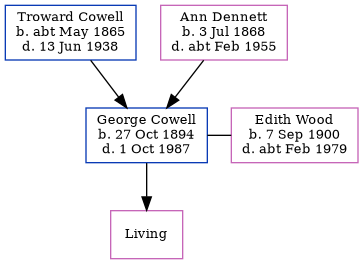 Troward Cowell
b. abt May 1865
d. 13 Jun 1938
Ann Dennett
b. 3 Jul 1868
d. abt Feb 1955
George Cowell
b. 27 Oct 1894
d. 1 Oct 1987
Edith Wood
b. 7 Sep 1900
d. abt Feb 1979
Living